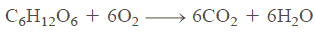 C₆H₁₂O₆ + 6O₂ ⟶ 6CO₂ + 6H₂O